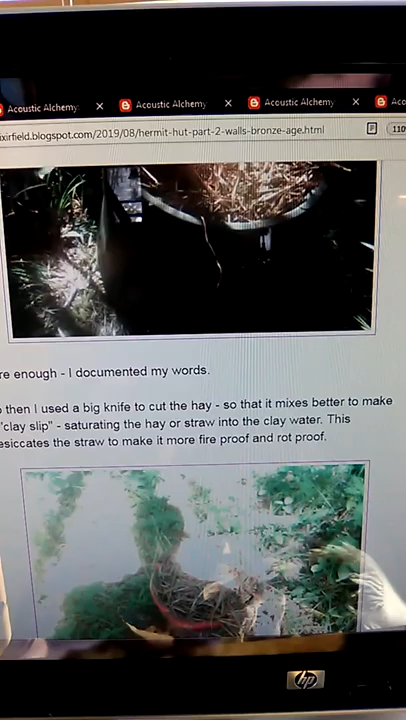 Acoustic Alchemy
Acoustic Alchemy
Acoustic Alchemy
Aco
ixirfield.blogspot.com/2019/08/hermit-hut-part-2-walls-bronze-age.html
110
re enough - I documented my words.
then I used a big knife to cut the hay - so that it mixes better to make
"clay slip" - saturating the hay or straw into the clay water. This
esiccates the straw to make it more fire proof and rot proof.
hp